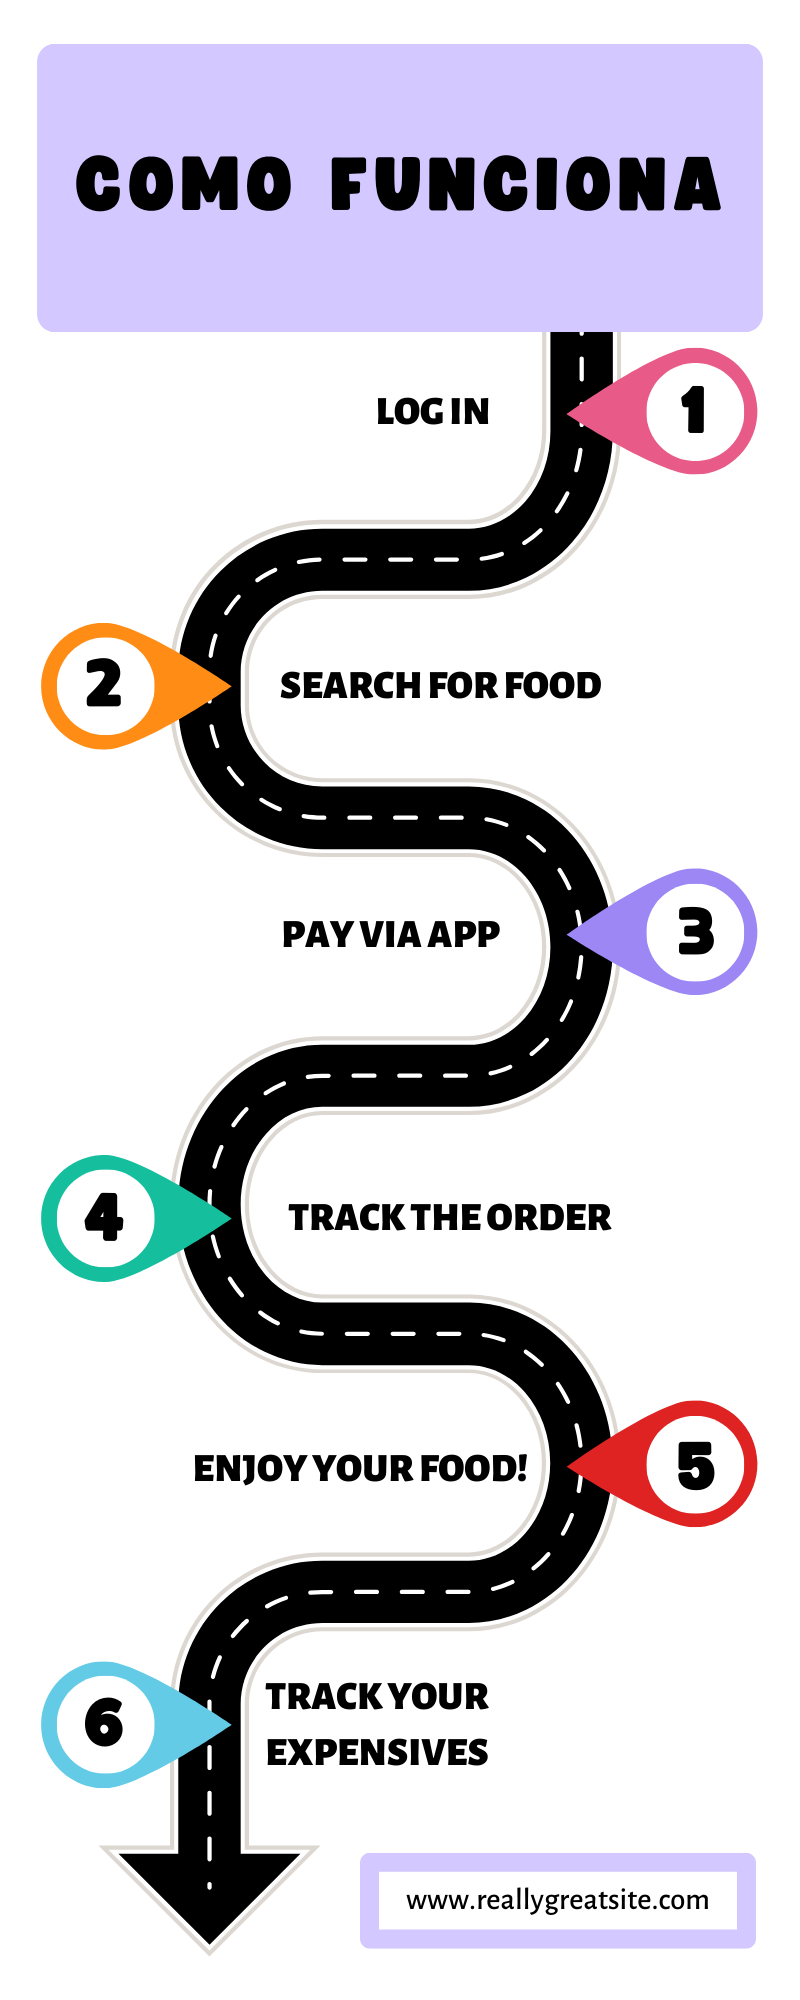 COMO FUNCIONA
LOG IN
1
2
SEARCH FOR FOOD
PAY VIA APP
3
4
TRACK THE ORDER
ENJOY YOUR FOOD!
5
6
TRACK YOUR
EXPENSIVES
www.reallygreatsite.com